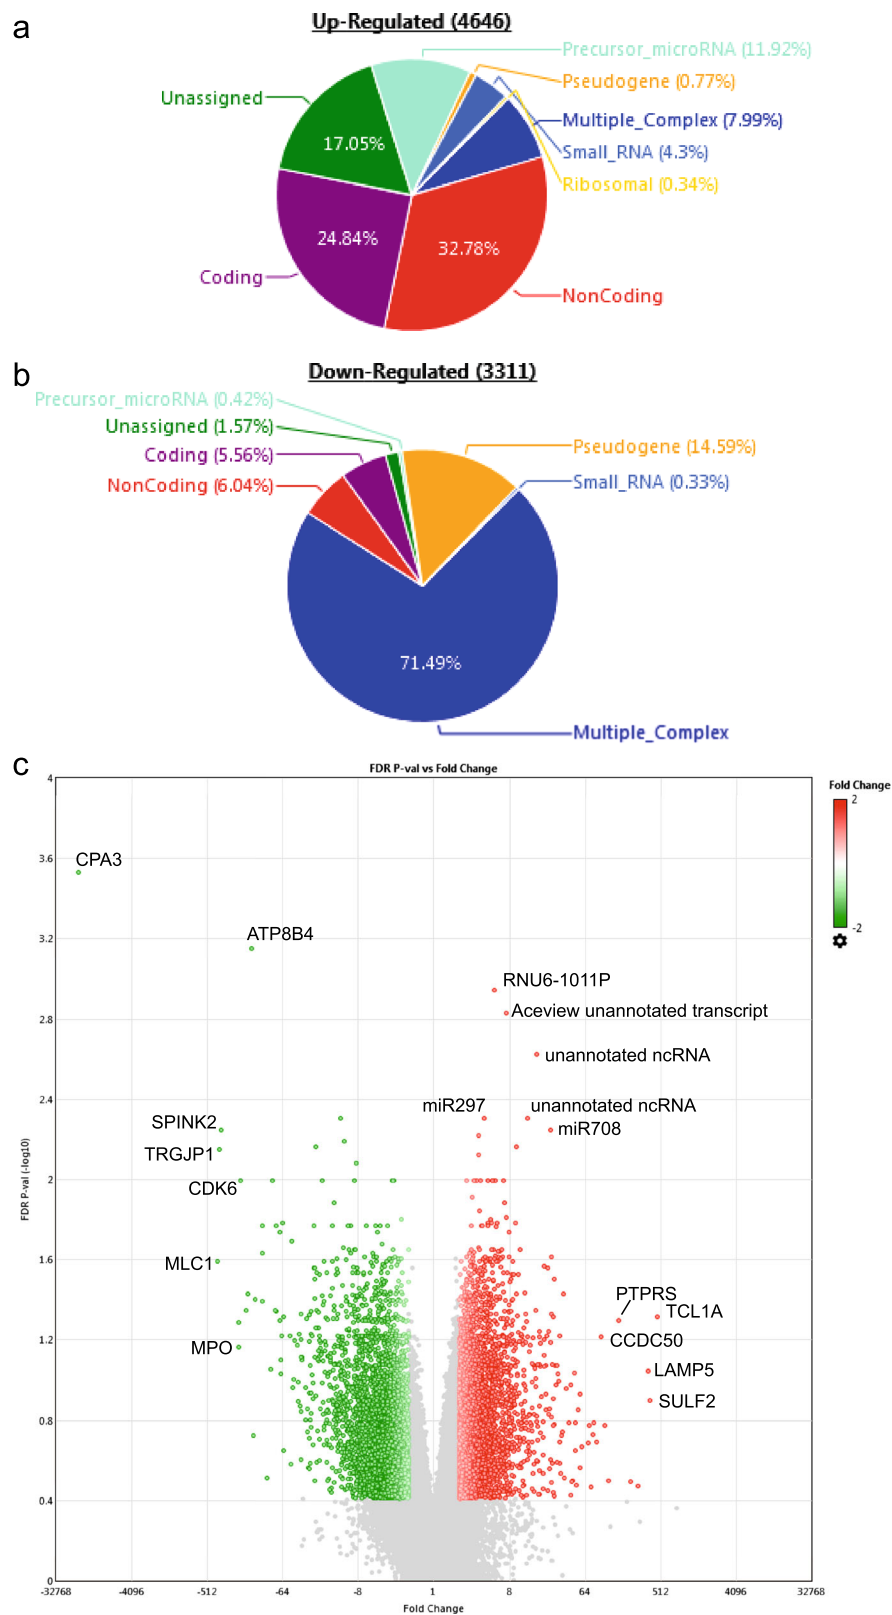 a
Up-Regulated (4646)
Precursor_microRNA (11.92%)
Pseudogene (0.77%)
Unassigned
Multiple_Complex (7.99%)
17.05%
Small_RNA (4.3%)
Ribosomal (0.34%)
24.84%
32.78%
Coding
NonCoding
b
Down-Regulated (3311)
Precursor_microRNA (0.42%)
Unassigned (1.57%)
Pseudogene (14.59%)
Coding (5.56%)
Small_RNA (0.33%)
NonCoding (6.04%)
71.49%
Multiple_Complex
c
FDR P-val vs Fold Change
Fold Change
2
-2
4
3.6
3.2
2.8
2.4
2
1.6
1.2
0.8
0.4
0
FDR P-val (-log10)
CPA3
ATP8B4
RNU6-1011P
Aceview unannotated transcript
unannotated ncRNA
miR297
unannotated ncRNA
SPINK2
miR708
TRGJP1
CDK6
MLC1
PTPRS
TCL1A
CCDC50
MPO
LAMP5
SULF2
-32768 -4096 -512 -64 -8 1 8 64 512 4096 32768
Fold Change